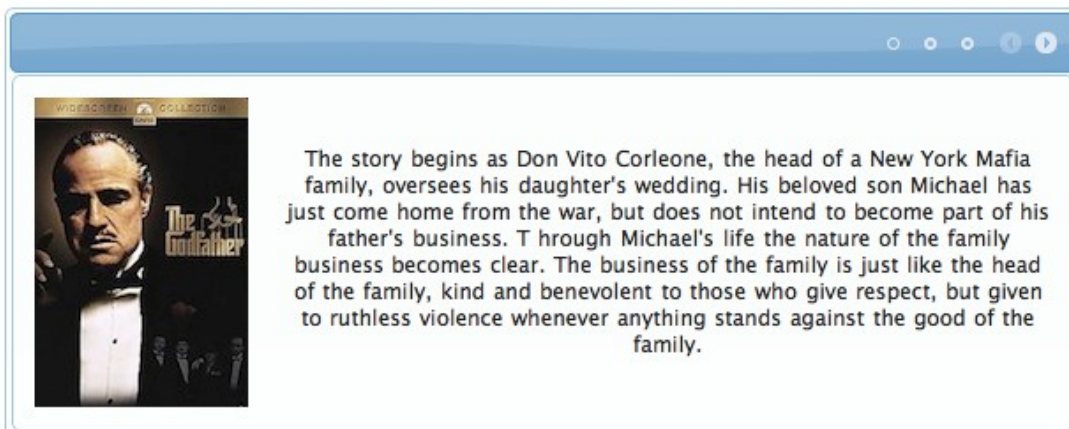 WIDESCREEN COLLECTION
The
Godfather
The story begins as Don Vito Corleone, the head of a New York Mafia
family, oversees his daughter's wedding. His beloved son Michael has
just come home from the war, but does not intend to become part of his
father's business. T hrough Michael's life the nature of the family
business becomes clear. The business of the family is just like the head
of the family, kind and benevolent to those who give respect, but given
to ruthless violence whenever anything stands against the good of the
family.